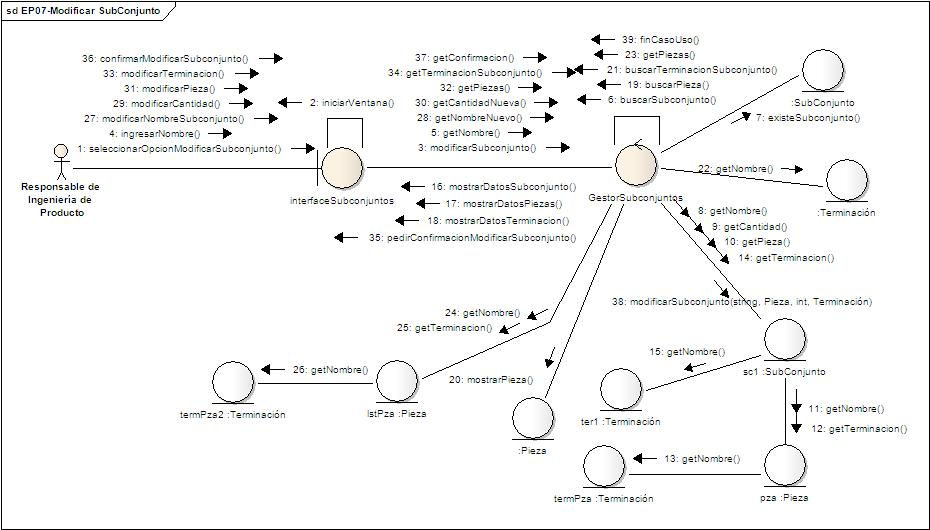 sd EP07-Modificar SubConjunto
36: confirmarModificarSubconjunto()
33: modificarTerminacion()
31: modificarPieza()
29: modificarCantidad()
27: modificarNombreSubconjunto()
4: ingresarNombre()
1: seleccionarOpcionModificarSubconjunto()
2: iniciarVentana()
37: getConfirmacion()
34: getTerminacionSubconjunto()
32: getPiezas()
30: getCantidadNueva()
28: getNombreNuevo()
5: getNombre()
3: modificarSubconjunto()
39: finCasoUso()
23: getPiezas()
21: buscarTerminacionSubconjunto()
19: buscarPieza()
6: buscarSubconjunto()
:SubConjunto
7: existeSubconjunto()
Responsable de
Ingenieria de
Producto
interfaceSubconjuntos
GestorSubconjuntos
22: getNombre()
:Terminación
16: mostrarDatosSubconjunto()
17: mostrarDatosPiezas()
18: mostrarDatosTerminacion()
35: pedirConfirmacionModificarSubconjunto()
8: getNombre()
9: getCantidad()
10: getPieza()
14: getTerminacion()
38: modificarSubconjunto(string, Pieza, int, Terminación)
24: getNombre()
25: getTerminacion()
26: getNombre()
termPza2 :Terminación
lstPza :Pieza
20: mostrarPieza()
:Pieza
15: getNombre()
ter1 :Terminación
sc1 :SubConjunto
11: getNombre()
12: getTerminacion()
13: getNombre()
termPza :Terminación
pza :Pieza